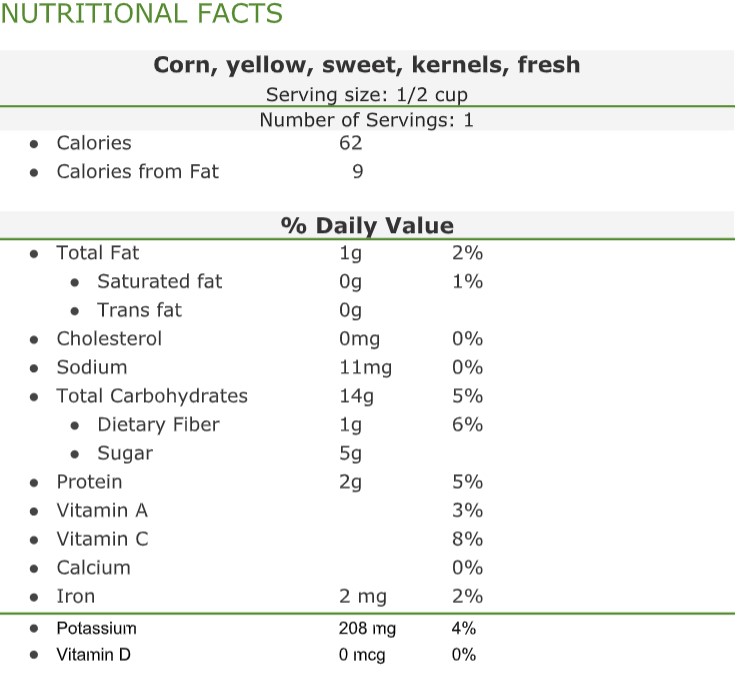 NUTRITIONAL FACTS
Corn, yellow, sweet, kernels, fresh
Serving size: 1/2 cup
Number of Servings: 1
● Calories 62
● Calories from Fat 9
% Daily Value
● Total Fat 1g 2%
● Saturated fat 0g 1%
● Trans fat 0g
● Cholesterol 0mg 0%
● Sodium 11mg 0%
● Total Carbohydrates 14g 5%
● Dietary Fiber 1g 6%
● Sugar 5g
● Protein 2g 5%
● Vitamin A 3%
● Vitamin C 8%
● Calcium 0%
● Iron 2 mg 2%
● Potassium 208 mg 4%
● Vitamin D 0 mcg 0%